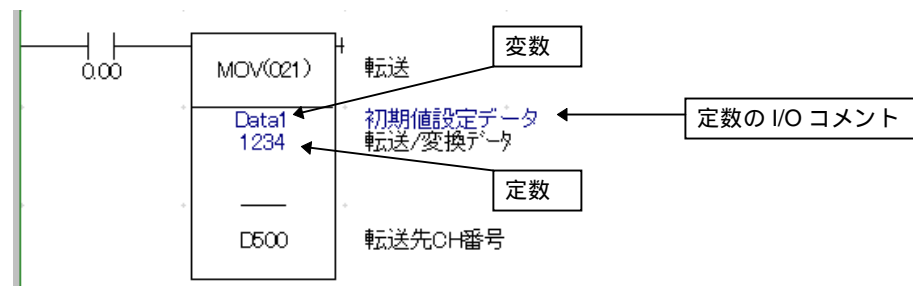 変数
0.00
MOV(021)
転送
Data1
初期値設定データ
定数の I/O コメント
1234
転送/変換データ
定数
D500
転送先CH番号